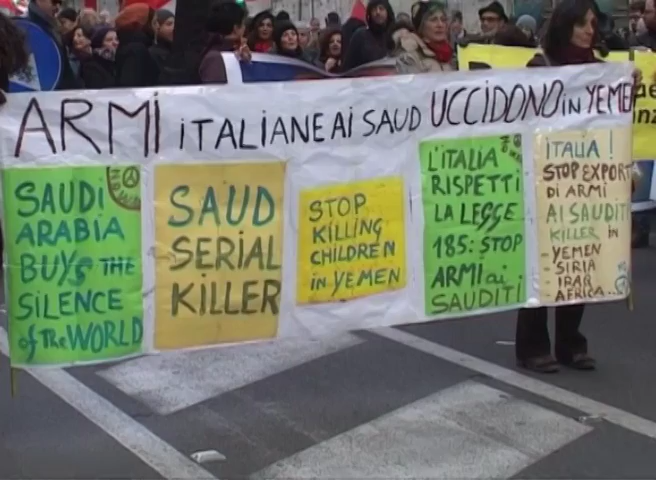 ARMi iTALIANE Ai SAUD UCCiDONO in YEMEN
SAUDi
ARABIA
BUYS THE
SiLENCE
of The WORLD
SAUD
SERIAL
KILLER
STOP
KiLLiNG
CHiLDREN
in YEMEN
L'iTALIA
RISPETTi
LA LEGGE
185: STOP
ARMi ai
SAUDITi
iTALIA !
STOP EXPORT
Di ARMi
Ai SAUDITi
KILLER in
- YEMEN
- SiRiA
- IRAQ
- AFRICA...